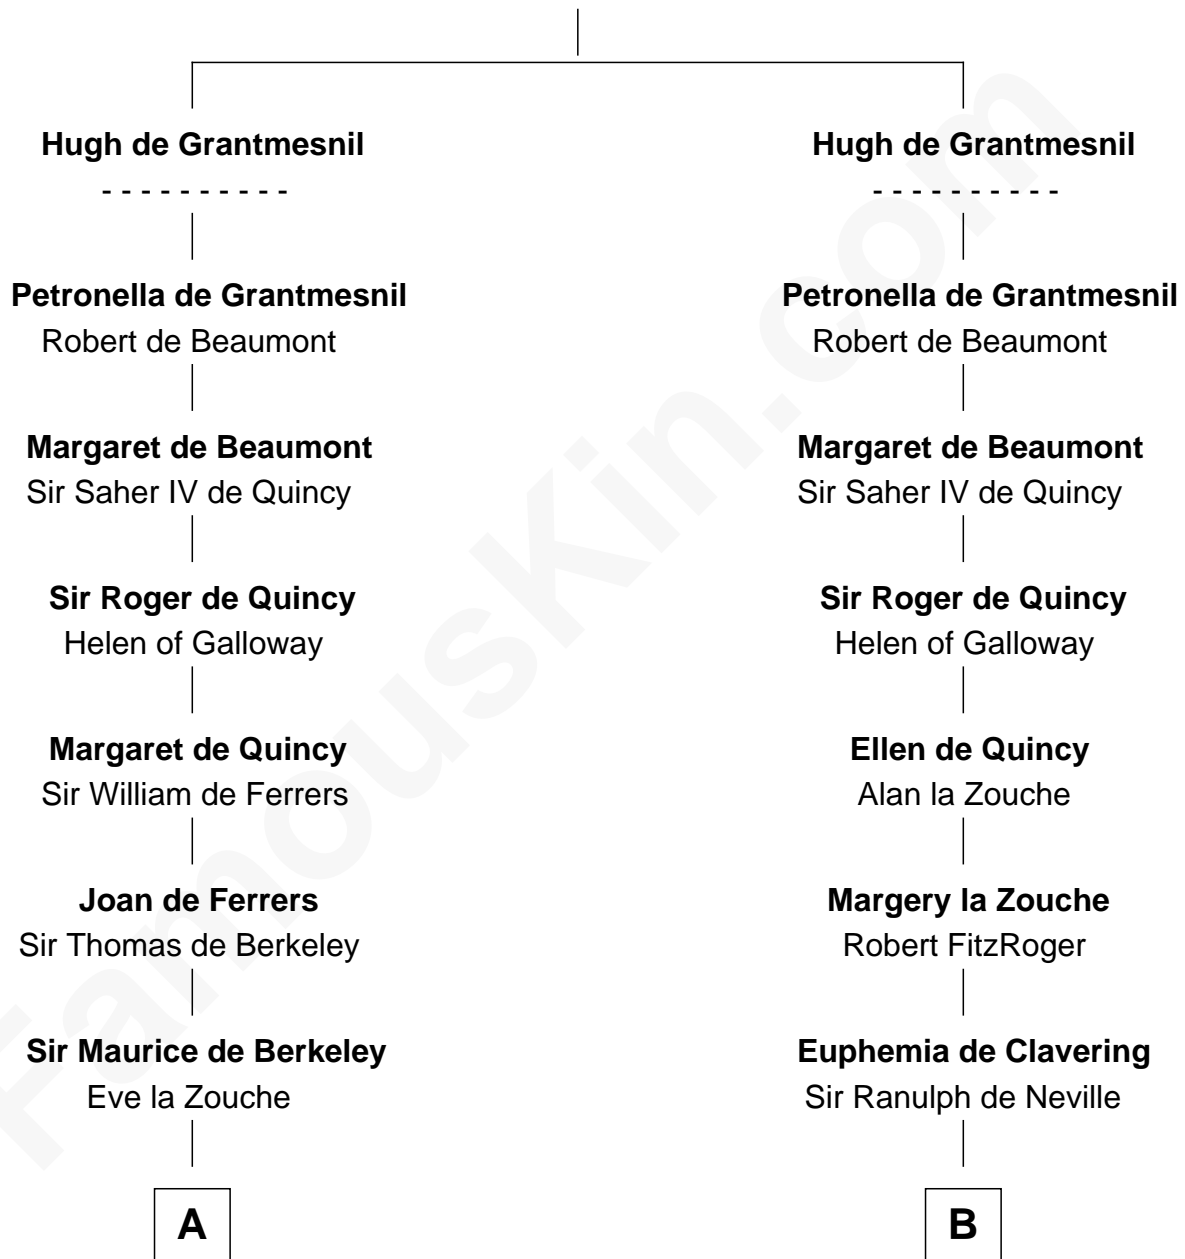 Hugh de Grantmesnil Hugh de Grantmesnil
- - - - - - - - - - - - - - - - - - - -
Petronella de Grantmesnil Petronella de Grantmesnil
Robert de Beaumont Robert de Beaumont
Margaret de Beaumont Margaret de Beaumont
Sir Saher IV de Quincy Sir Saher IV de Quincy
Sir Roger de Quincy Sir Roger de Quincy
Helen of Galloway Helen of Galloway
Margaret de Quincy Ellen de Quincy
Sir William de Ferrers Alan la Zouche
Joan de Ferrers Margery la Zouche
Sir Thomas de Berkeley Robert FitzRoger
Sir Maurice de Berkeley Euphemia de Clavering
Eve la Zouche Sir Ranulph de Neville
A B
FamousKin.com